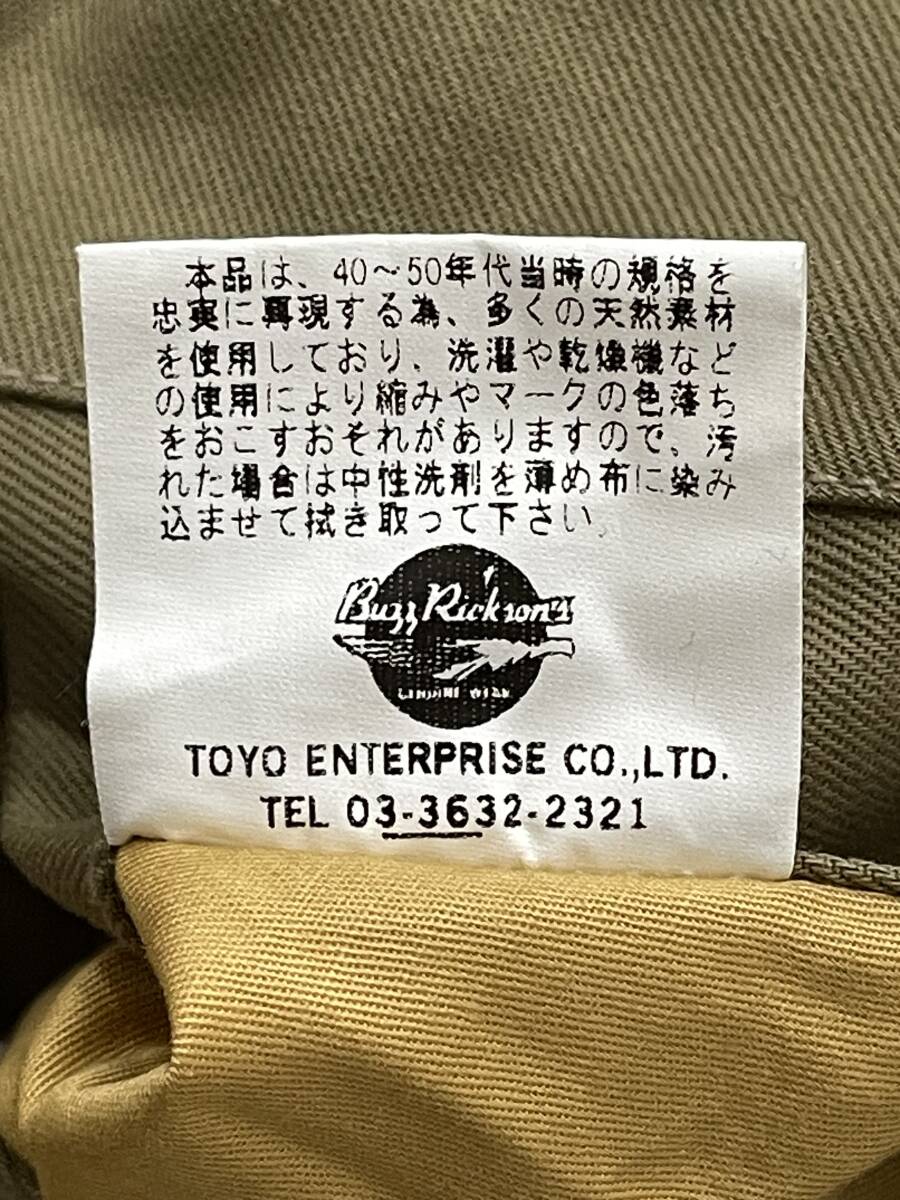 本品は、40～50年代当時の規格を
忠実に再現する為、多くの天然素材
を使用しており、洗濯や乾燥機など
の使用により縮みやマークの色落ち
をおこすおそれがありますので、汚
れた場合は中性洗剤を薄め布に染み
込ませて拭き取って下さい。
Buzz Rickson's
GENUINE WEAR
TOYO ENTERPRISE CO.,LTD.
TEL 03-3632-2321